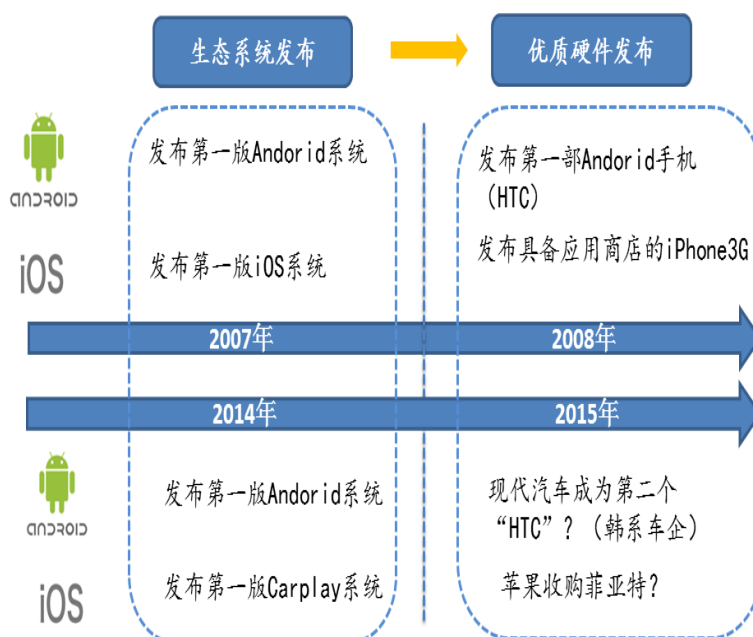 生态系统发布
优质硬件发布
发布第一版Andorid系统
发布第一部Andorid手机
（HTC）
ANDROID
iOS
发布第一版iOS系统
发布具备应用商店的iPhone3G
2007年
2008年
2014年
2015年
发布第一版Andorid系统
现代汽车成为第二个
“HTC”？（韩系车企）
ANDROID
iOS
发布第一版Carplay系统
苹果收购菲亚特？